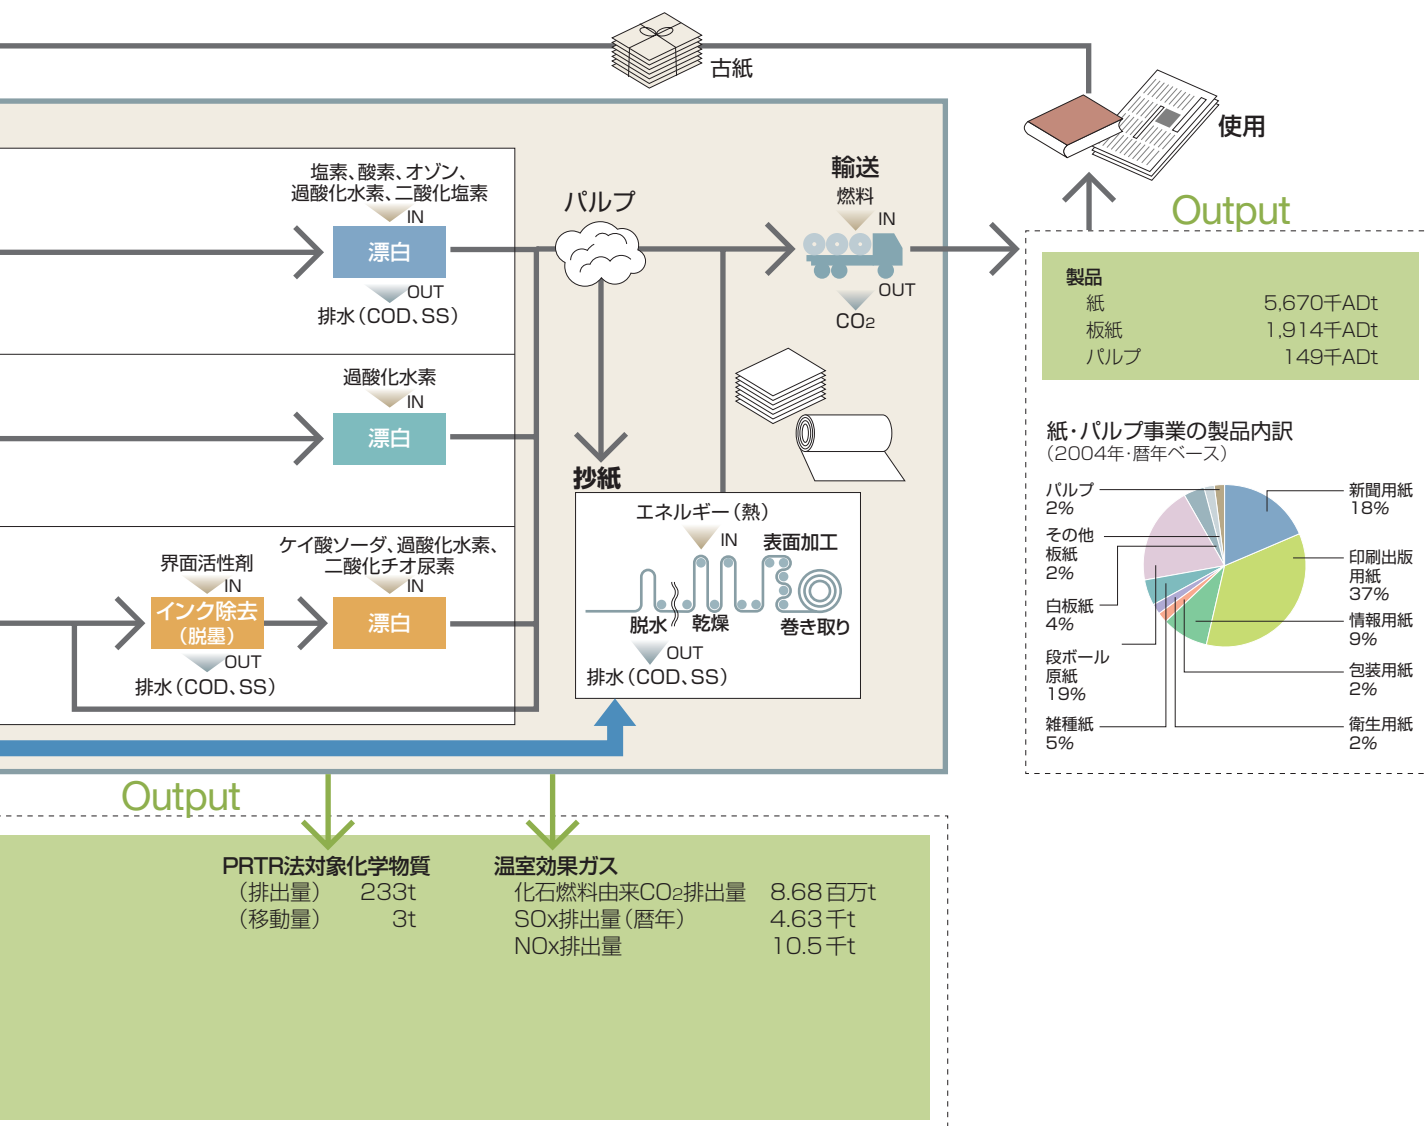 古紙
使用
塩素、酸素、オゾン、
過酸化水素、二酸化塩素
IN
漂白
OUT
排水（COD、SS）
パルプ
輸送
燃料
IN
OUT
CO2
過酸化水素
IN
漂白
界面活性剤
IN
インク除去
（脱墨）
OUT
排水（COD、SS）
ケイ酸ソーダ、過酸化水素、
二酸化チオ尿素
IN
漂白
抄紙
エネルギー（熱）
IN
表面加工
脱水
乾燥
巻き取り
OUT
排水（COD、SS）
Output
製品
紙 5,670千ADt
板紙 1,914千ADt
パルプ 149千ADt
紙・パルプ事業の製品内訳
（2004年・暦年ベース）
パルプ
2%
その他
板紙
2%
白板紙
4%
段ボール
原紙
19%
雑種紙
5%
新聞用紙
18%
印刷出版
用紙
37%
情報用紙
9%
包装用紙
2%
衛生用紙
2%
Output
PRTR法対象化学物質
（排出量） 233t
（移動量） 3t
温室効果ガス
化石燃料由来CO2排出量 8.68百万t
SOx排出量（暦年） 4.63千t
NOx排出量 10.5千t